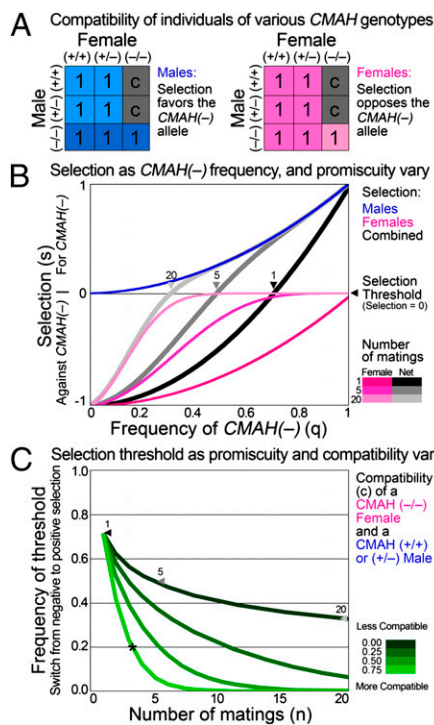 A Compatibility of individuals of various CMAH genotypes
Female
(+/+) (+/–) (–/–)
Male
(+/+) 1 1 c
(+/–) 1 1 c
(–/–) 1 1 1
Males:
Selection
favors the
CMAH(–)
allele
Female
(+/+) (+/–) (–/–)
Male
(+/+) 1 1 c
(+/–) 1 1 c
(–/–) 1 1 1
Females:
Selection
opposes the
CMAH(–)
allele
B Selection as CMAH(–) frequency, and promiscuity vary
Selection (s)
Against CMAH(–) | For CMAH(–)
1
0
-1
20
5
1
0 0.2 0.4 0.6 0.8 1
Frequency of CMAH(–) (q)
Selection:
Males
Females
Combined
Selection
Threshold
(Selection = 0)
Number
of matings
Female Net
1
5
20
C Selection threshold as promiscuity and compatibility var
Frequency of threshold
Switch from negative to positive selection
1.0
0.8
0.6
0.4
0.2
0.0
1
5
20
*
0 5 10 15 20
Number of matings (n)
Compatibility
(c) of a
CMAH (–/–)
Female
and a
CMAH (+/+)
or (+/–) Male
Less Compatible
0.00
0.25
0.50
0.75
More Compatible